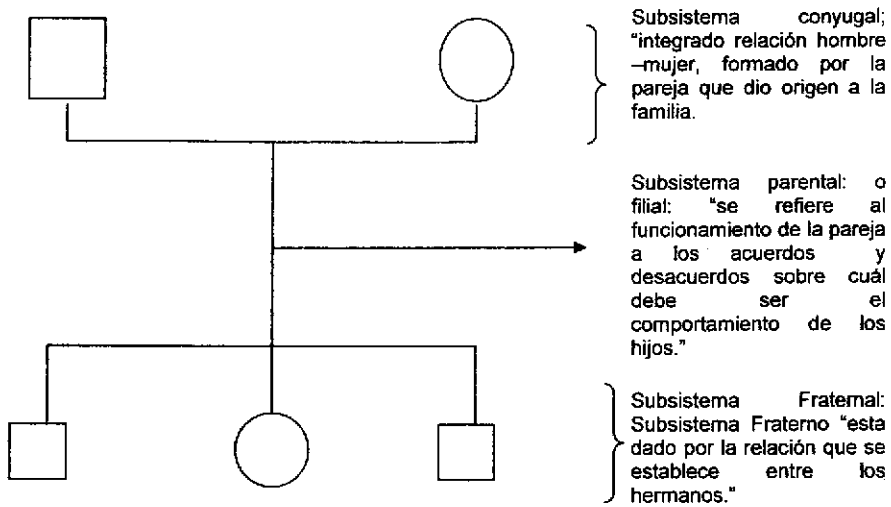 Subsistema conyugal;
“integrado relación hombre
–mujer, formado por la
pareja que dio origen a la
familia.
Subsistema parental: o
filial: “se refiere al
funcionamiento de la pareja
a los acuerdos y
desacuerdos sobre cuál
debe ser el
comportamiento de los
hijos.”
Subsistema Fraternal:
Subsistema Fraterno “esta
dado por la relación que se
establece entre los
hermanos.”